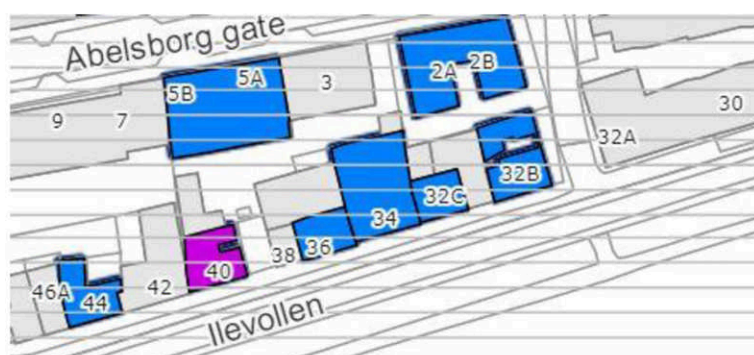 Abelsborg gate
2B
5A
3
2A
5B
30
9
7
32A
32B
32C
34
36
38
40
42
46A
44
Ilevollen